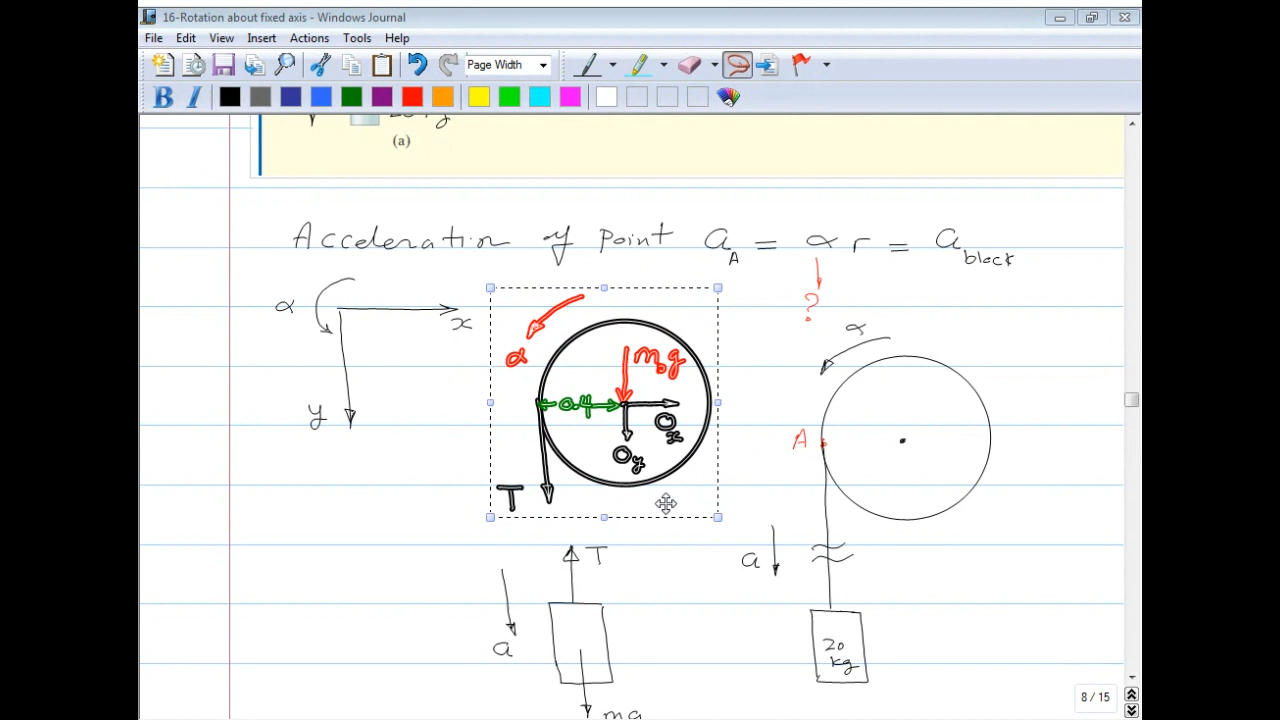 16-Rotation about fixed axis - Windows Journal
File Edit View Insert Actions Tools Help
Page Width
B I
(a)
Acceleration of point a_A = α r = a_block
?
α
x
y
α
m_D g
0.4
O_x
O_y
T
α
A
a
20
kg
T
a
mg
8 / 15